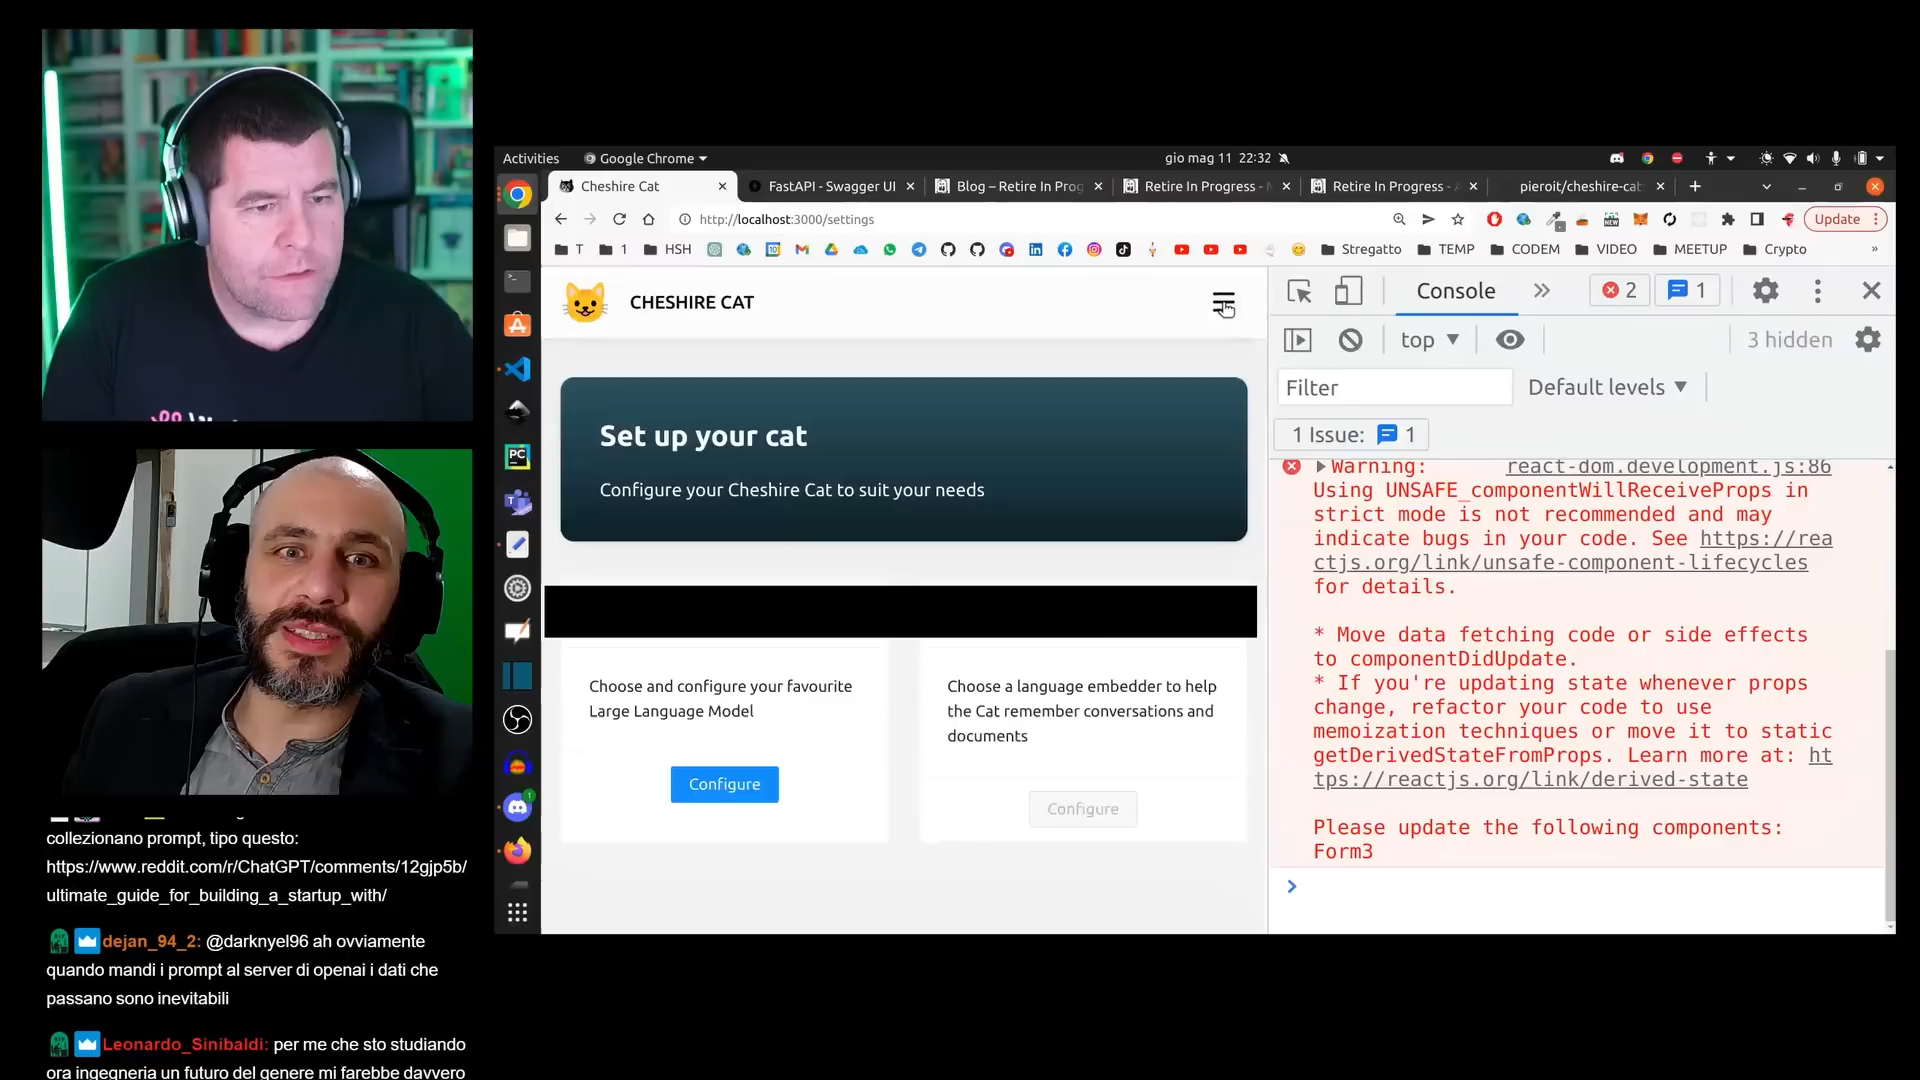 Activities
Google Chrome
gio mag 11 22:32
Cheshire Cat
FastAPI - Swagger UI
Blog – Retire In Prog
Retire In Progress -
Retire In Progress -
pieroit/cheshire-cat
http://localhost:3000/settings
Update
T
1
HSH
Stregatto
TEMP
CODEM
VIDEO
MEETUP
Crypto
»
CHESHIRE CAT
Set up your cat
Configure your Cheshire Cat to suit your needs
Choose and configure your favourite
Large Language Model
Configure
Choose a language embedder to help
the Cat remember conversations and
documents
Configure
Console
2
1
top
3 hidden
Filter
Default levels
1 Issue: 1
Warning: react-dom.development.js:86
Using UNSAFE_componentWillReceiveProps in
strict mode is not recommended and may
indicate bugs in your code. See https://rea
ctjs.org/link/unsafe-component-lifecycles
for details.
* Move data fetching code or side effects
to componentDidUpdate.
* If you're updating state whenever props
change, refactor your code to use
memoization techniques or move it to static
getDerivedStateFromProps. Learn more at: ht
tps://reactjs.org/link/derived-state
Please update the following components:
Form3
collezionano prompt, tipo questo:
https://www.reddit.com/r/ChatGPT/comments/12gjp5b/
ultimate_guide_for_building_a_startup_with/
dejan_94_2: @darknyel96 ah ovviamente
quando mandi i prompt al server di openai i dati che
passano sono inevitabili
Leonardo_Sinibaldi: per me che sto studiando
ora ingegneria un futuro del genere mi farebbe davvero